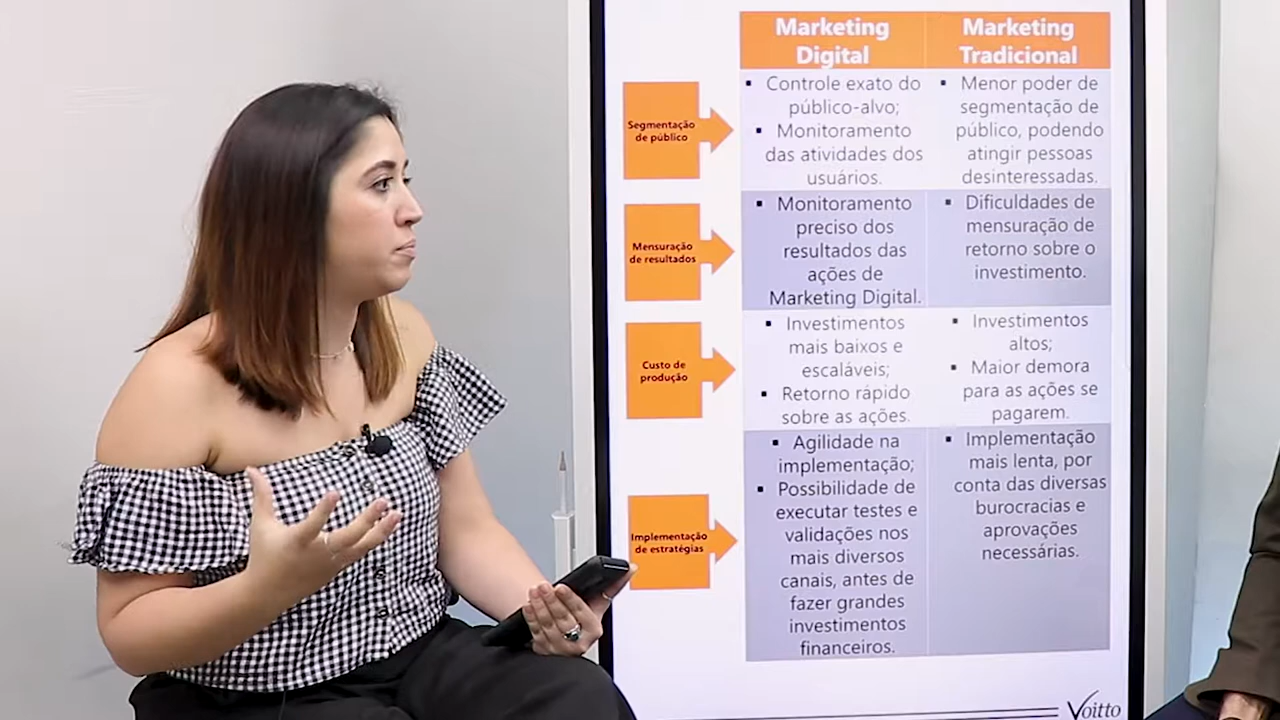 Marketing
Digital
Marketing
Tradicional
Segmentação
de público
▪ Controle exato do
público-alvo;
▪ Monitoramento
das atividades dos
usuários.
▪ Menor poder de
segmentação de
público, podendo
atingir pessoas
desinteressadas.
Mensuração
de resultados
▪ Monitoramento
preciso dos
resultados das
ações de
Marketing Digital.
▪ Dificuldades de
mensuração de
retorno sobre o
investimento.
Custo de
produção
▪ Investimentos
mais baixos e
escaláveis;
▪ Retorno rápido
sobre as ações.
▪ Investimentos
altos;
▪ Maior demora
para as ações se
pagarem.
Implementação
de estratégias
▪ Agilidade na
implementação;
▪ Possibilidade de
executar testes e
validações nos
mais diversos
canais, antes de
fazer grandes
investimentos
financeiros.
▪ Implementação
mais lenta, por
conta das diversas
burocracias e
aprovações
necessárias.
Voitto